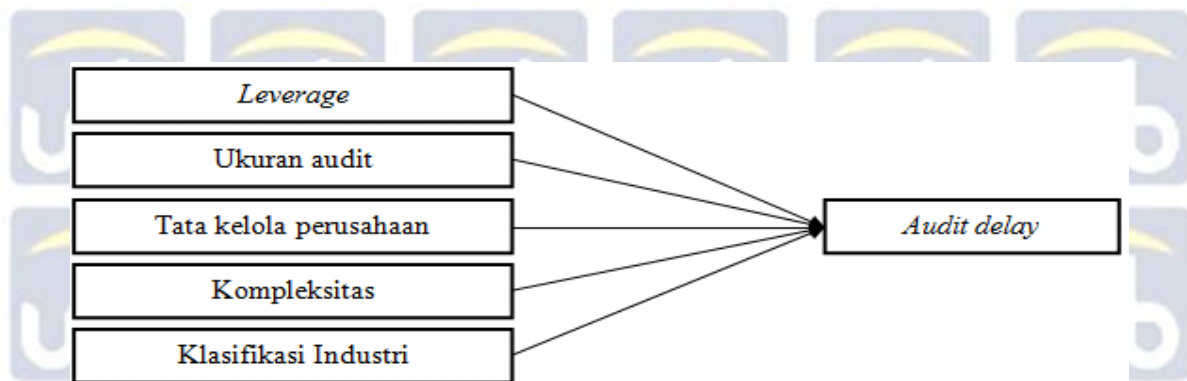 Leverage
Ukuran audit
Tata kelola perusahaan
Kompleksitas
Klasifikasi Industri
Audit delay